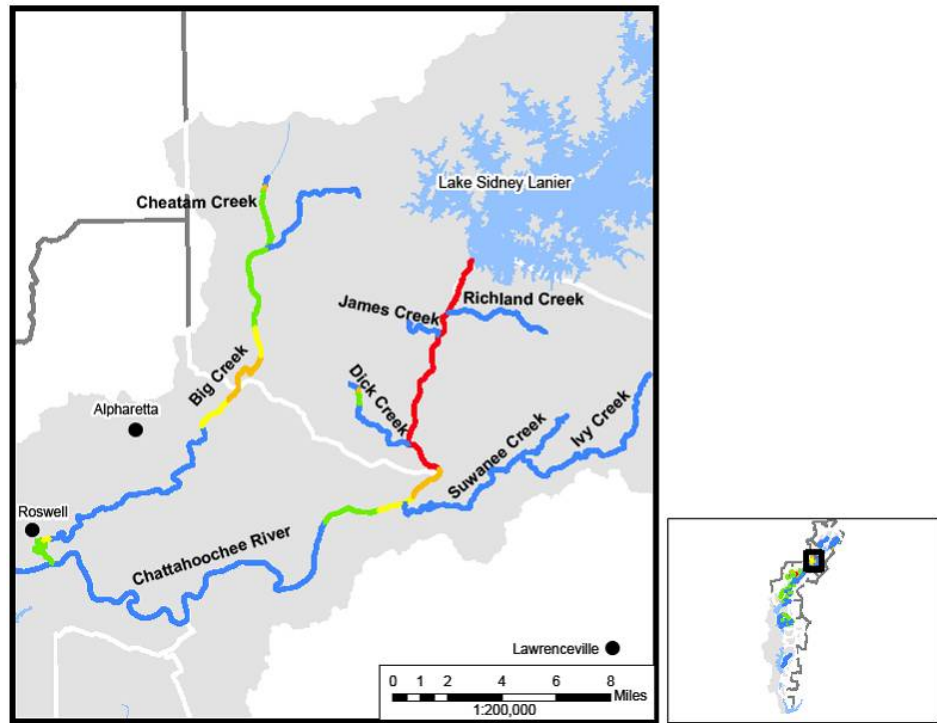 Lake Sidney Lanier
Cheatam Creek
Richland Creek
James Creek
Big Creek
Dick Creek
Alpharetta
Suwanee Creek
Ivy Creek
Roswell
Chattahoochee River
Lawrenceville
0 1 2 4 6 8
Miles
1:200,000